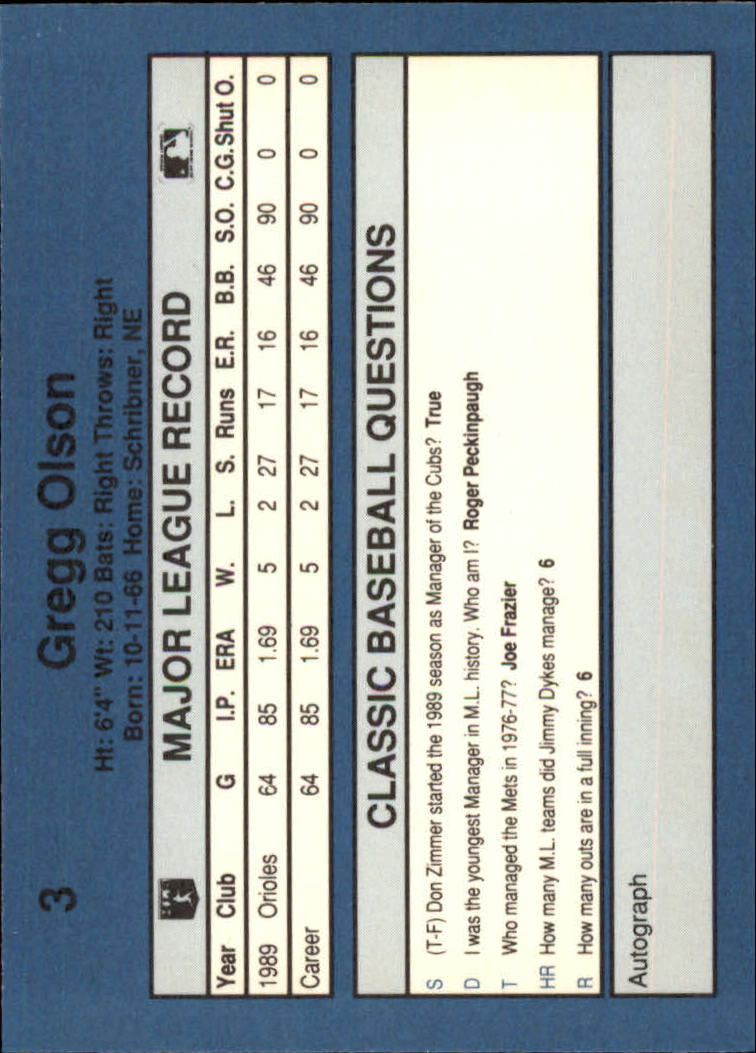 3 Gregg Olson
Ht: 6'4" Wt: 210 Bats: Right Throws: Right
Born: 10-11-66 Home: Schribner, NE
MAJOR LEAGUE RECORD
Year Club G I.P. ERA W. L. S. Runs E.R. B.B. S.O. C.G. Shut O.
1989 Orioles 64 85 1.69 5 2 27 17 16 46 90 0 0
Career 64 85 1.69 5 2 27 17 16 46 90 0 0
CLASSIC BASEBALL QUESTIONS
S (T-F) Don Zimmer started the 1989 season as Manager of the Cubs? True
D I was the youngest Manager in M.L. history. Who am I? Roger Peckinpaugh
T Who managed the Mets in 1976-77? Joe Frazier
HR How many M.L. teams did Jimmy Dykes manage? 6
R How many outs are in a full inning? 6
Autograph